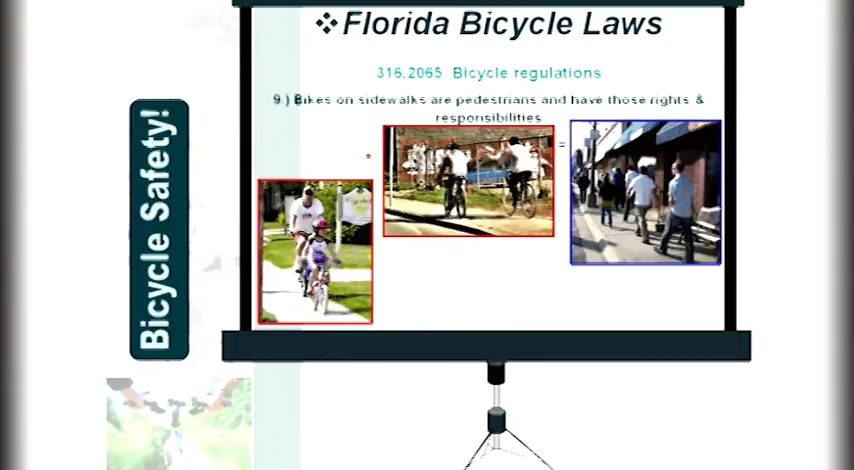 ❖Florida Bicycle Laws
316.2065 Bicycle regulations
9.) Bikes on sidewalks are pedestrians and have those rights &
responsibilities
+
=
Bicycle Safety!